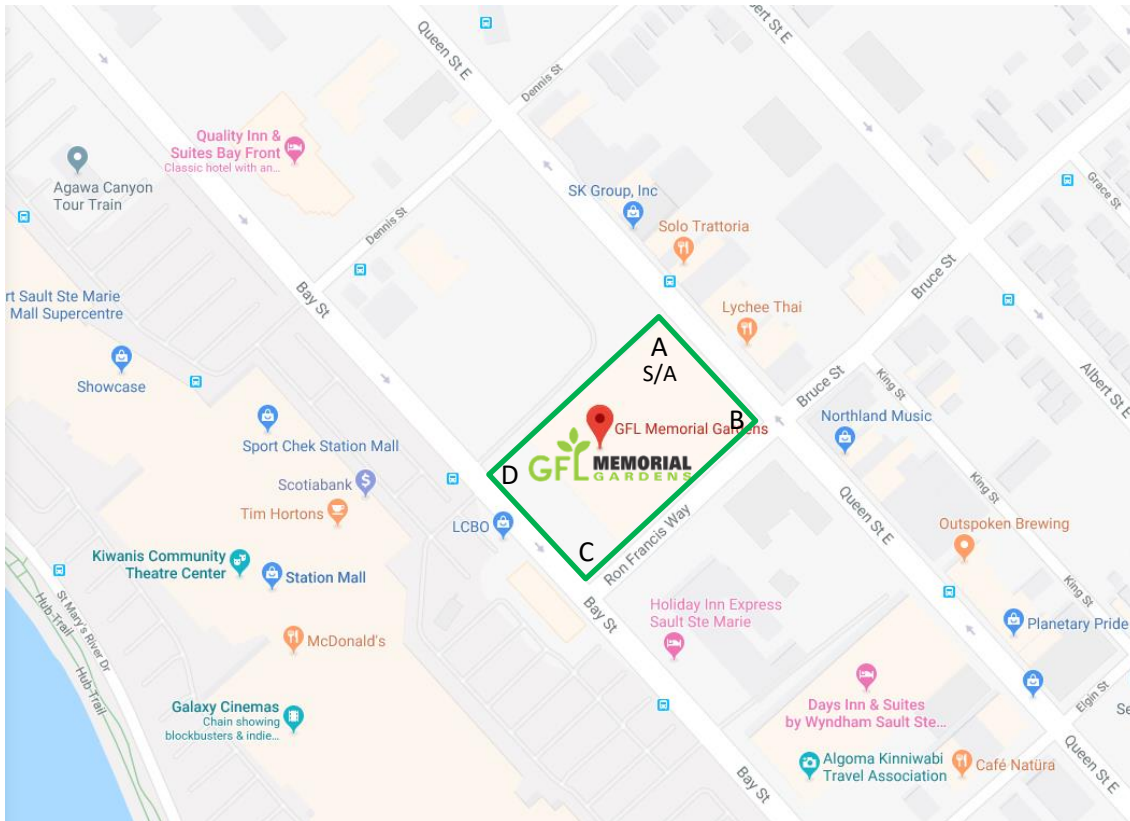 Queen St E
Albert St E
Dennis St
Quality Inn &
Suites Bay Front
Classic hotel with an...
Agawa Canyon
Tour Train
Grace St
SK Group, Inc
Dennis St
Solo Trattoria
Bruce St
Bay St
rt Sault Ste Marie
Mall Supercentre
Lychee Thai
A
S/A
Showcase
King St
Bruce St
Albert St E
B
Northland Music
GFL Memorial Gardens
Sport Chek Station Mall
GFL MEMORIAL
GARDENS
D
Scotiabank
King St
Tim Hortons
Queen St E
LCBO
Outspoken Brewing
Ron Francis Way
C
Kiwanis Community
Theatre Center
Station Mall
King St
St Mary's River Dr
Hub Trail
Bay St
Holiday Inn Express
Sault Ste Marie
Planetary Pride
McDonald's
Hub Trail
Elgin St
Galaxy Cinemas
Chain showing
blockbusters & indie...
Days Inn & Suites
by Wyndham Sault Ste...
Se
Algoma Kinniwabi
Travel Association
Café Natüra
Queen St E
Bay St